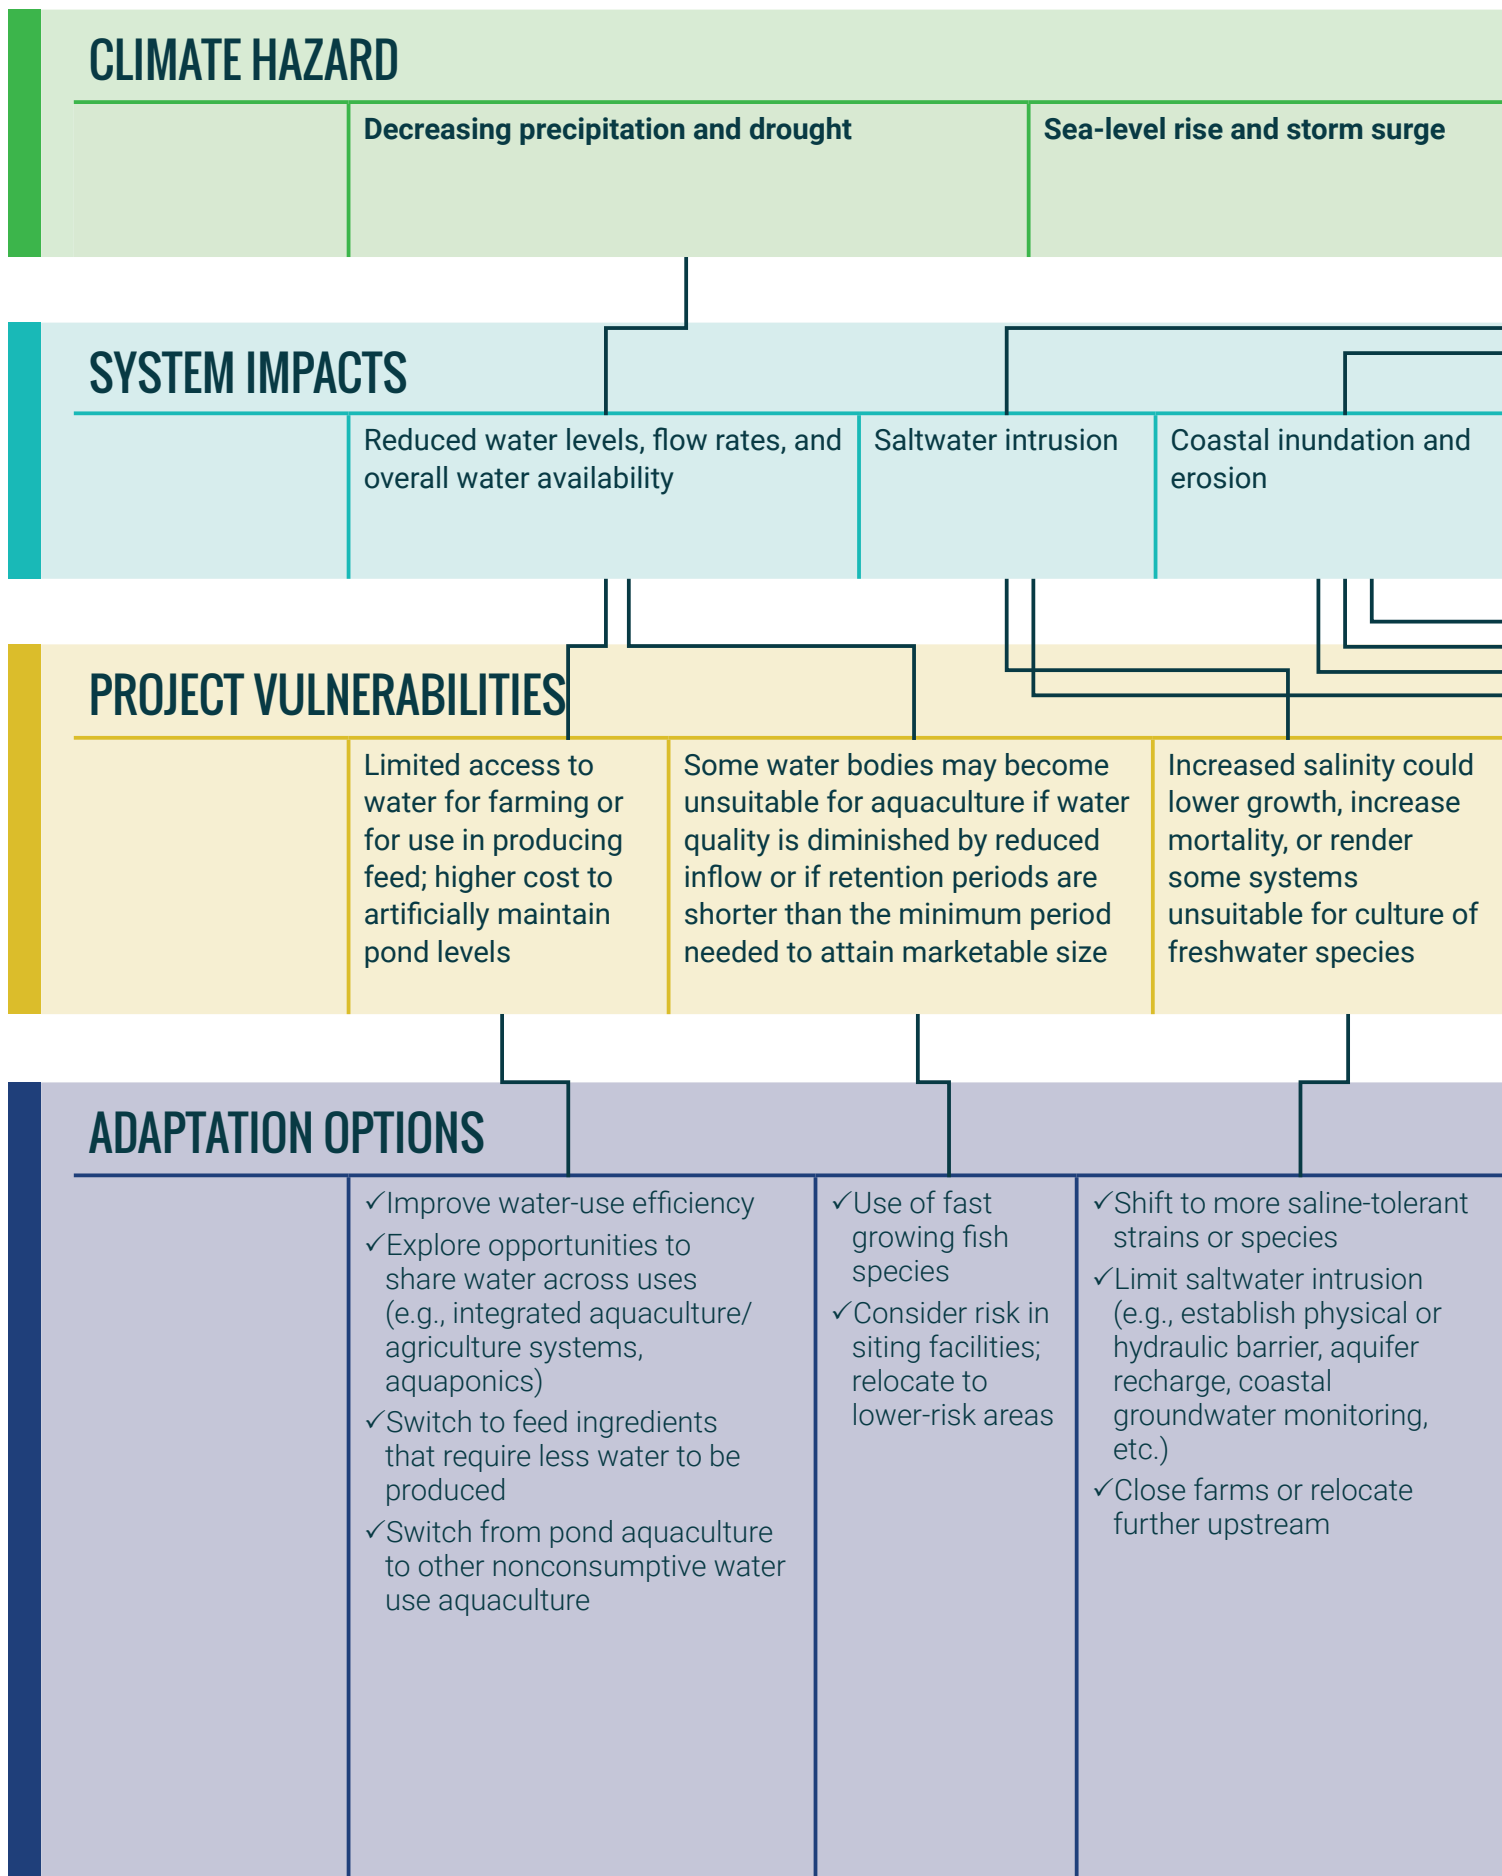 CLIMATE HAZARD
Decreasing precipitation and drought
Sea-level rise and storm surge
SYSTEM IMPACTS
Reduced water levels, flow rates, and
overall water availability
Saltwater intrusion
Coastal inundation and
erosion
PROJECT VULNERABILITIES
Limited access to
water for farming or
for use in producing
feed; higher cost to
artificially maintain
pond levels
Some water bodies may become
unsuitable for aquaculture if water
quality is diminished by reduced
inflow or if retention periods are
shorter than the minimum period
needed to attain marketable size
Increased salinity could
lower growth, increase
mortality, or render
some systems
unsuitable for culture of
freshwater species
ADAPTATION OPTIONS
✓Improve water-use efficiency
✓Explore opportunities to
share water across uses
(e.g., integrated aquaculture/
agriculture systems,
aquaponics)
✓Switch to feed ingredients
that require less water to be
produced
✓Switch from pond aquaculture
to other nonconsumptive water
use aquaculture
✓Use of fast
growing fish
species
✓Consider risk in
siting facilities;
relocate to
lower-risk areas
✓Shift to more saline-tolerant
strains or species
✓Limit saltwater intrusion
(e.g., establish physical or
hydraulic barrier, aquifer
recharge, coastal
groundwater monitoring,
etc.)
✓Close farms or relocate
further upstream